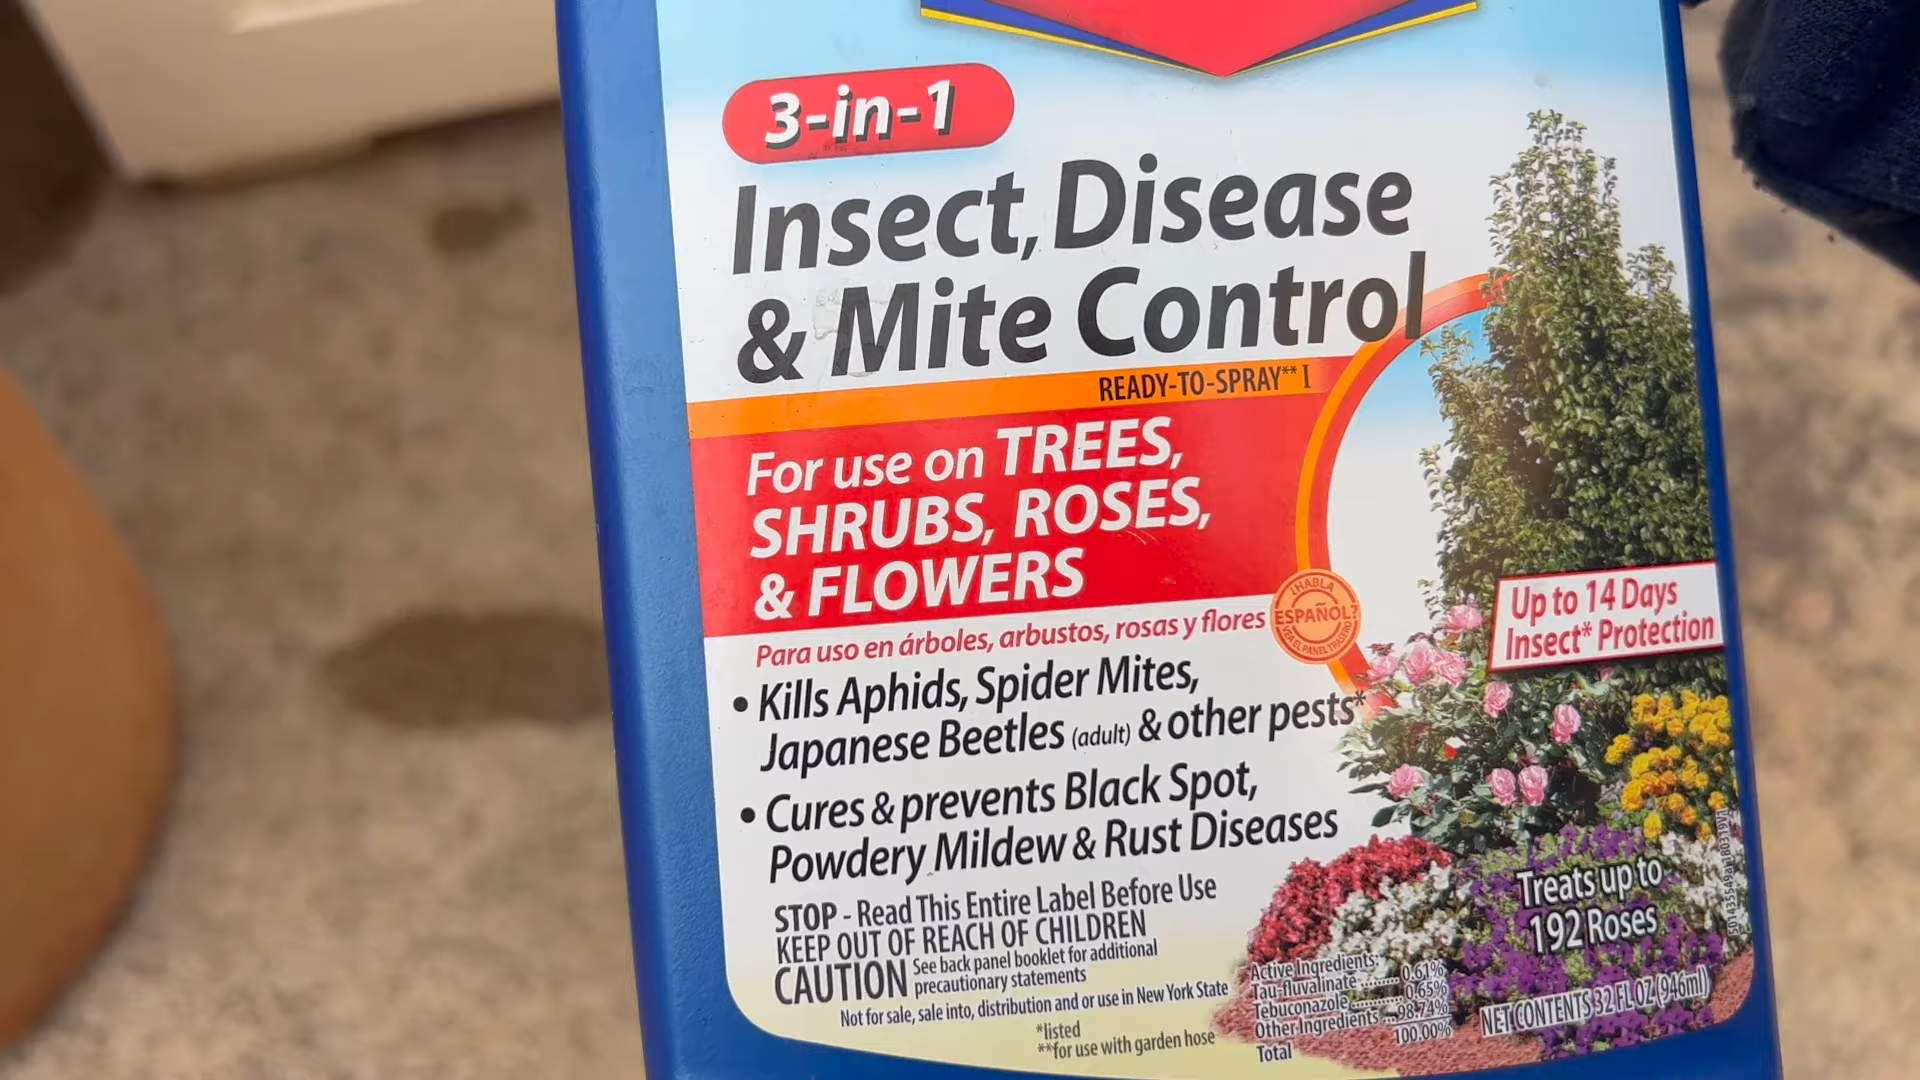 3-in-1
Insect, Disease
& Mite Control
READY-TO-SPRAY** I
For use on TREES,
SHRUBS, ROSES,
& FLOWERS
Para uso en árboles, arbustos, rosas y flores
¿HABLA
ESPAÑOL?
VEA EL PANEL TRASERO
Up to 14 Days
Insect* Protection
• Kills Aphids, Spider Mites,
Japanese Beetles (adult) & other pests*
• Cures & prevents Black Spot,
Powdery Mildew & Rust Diseases
STOP - Read This Entire Label Before Use
KEEP OUT OF REACH OF CHILDREN
CAUTION See back panel booklet for additional
precautionary statements
Not for sale, sale into, distribution and or use in New York State
*listed
**for use with garden hose
Active Ingredients:
Tau-fluvalinate ........ 0.61%
Tebuconazole .......... 0.65%
Other Ingredients ... 98.74%
Total 100.00%
Treats up to
192 Roses
NET CONTENTS 32 FL OZ (946ml)